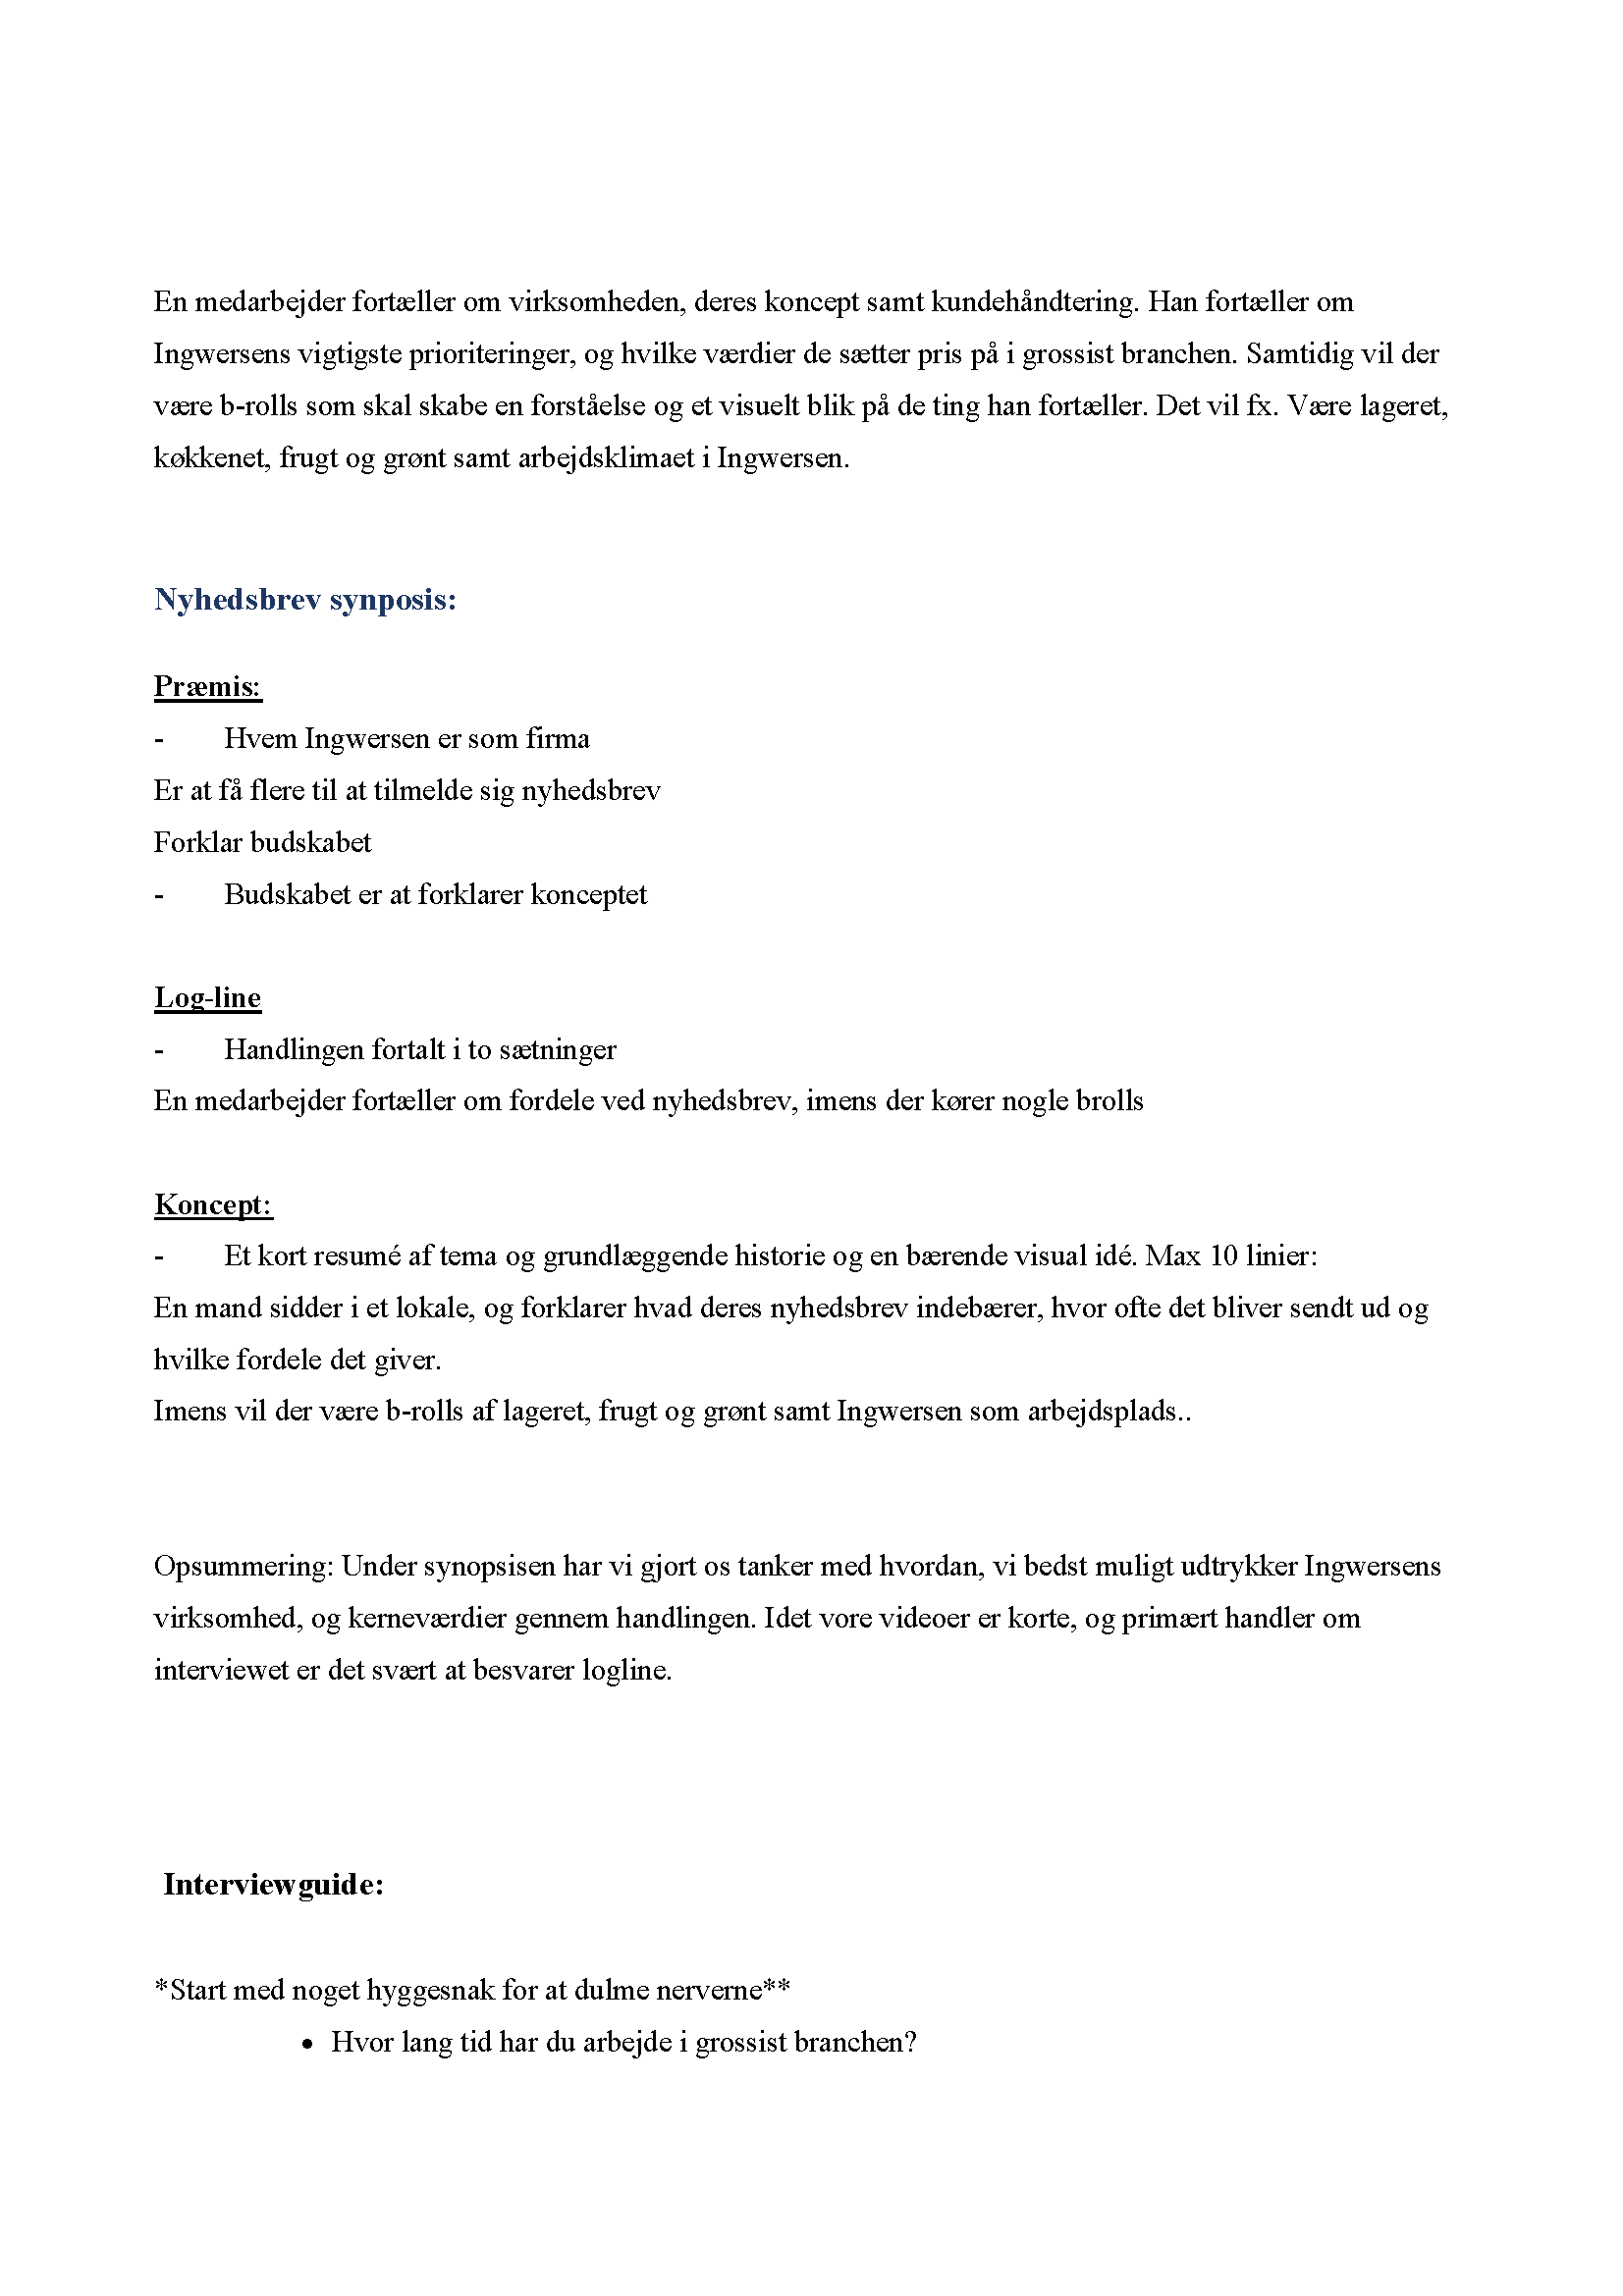 En medarbejder fortæller om virksomheden, deres koncept samt kundehåndtering. Han fortæller om
Ingwersens vigtigste prioriteringer, og hvilke værdier de sætter pris på i grossist branchen. Samtidig vil der
være b-rolls som skal skabe en forståelse og et visuelt blik på de ting han fortæller. Det vil fx. Være lageret,
køkkenet, frugt og grønt samt arbejdsklimaet i Ingwersen.
Nyhedsbrev synposis:
Præmis:
- Hvem Ingwersen er som firma
Er at få flere til at tilmelde sig nyhedsbrev
Forklar budskabet
- Budskabet er at forklarer konceptet
Log-line
- Handlingen fortalt i to sætninger
En medarbejder fortæller om fordele ved nyhedsbrev, imens der kører nogle brolls
Koncept:
- Et kort resumé af tema og grundlæggende historie og en bærende visual idé. Max 10 linier:
En mand sidder i et lokale, og forklarer hvad deres nyhedsbrev indebærer, hvor ofte det bliver sendt ud og
hvilke fordele det giver.
Imens vil der være b-rolls af lageret, frugt og grønt samt Ingwersen som arbejdsplads..
Opsummering: Under synopsisen har vi gjort os tanker med hvordan, vi bedst muligt udtrykker Ingwersens
virksomhed, og kerneværdier gennem handlingen. Idet vore videoer er korte, og primært handler om
interviewet er det svært at besvarer logline.
Interviewguide:
*Start med noget hyggesnak for at dulme nerverne**
• Hvor lang tid har du arbejde i grossist branchen?